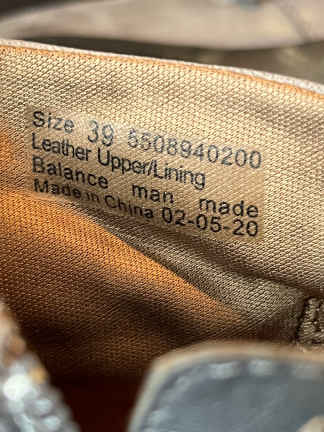 Size 39 5508940200
Leather Upper/Lining
Balance man made
Made in China 02-05-20